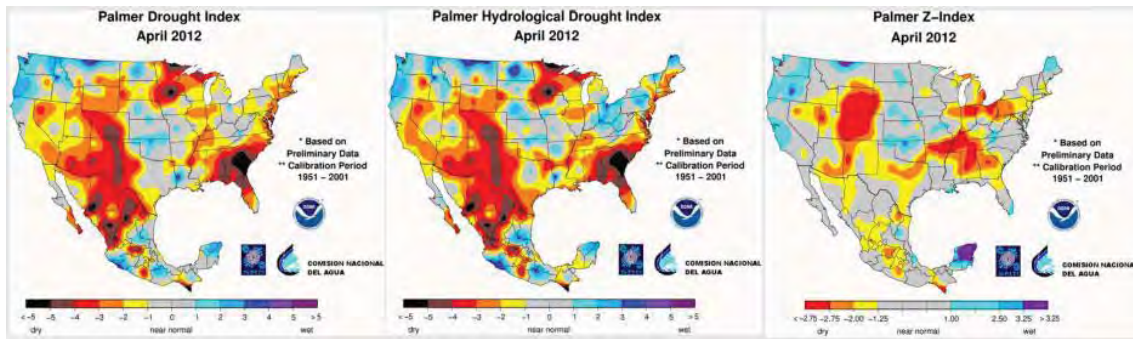 Palmer Drought Index
April 2012
* Based on
Preliminary Data
** Calibration Period
1951 – 2001
COMISION NACIONAL
DEL AGUA
< -5 -5 -4 -3 -2 -1 0 1 2 3 4 5 >5
dry near normal wet
Palmer Hydrological Drought Index
April 2012
* Based on
Preliminary Data
** Calibration Period
1951 – 2001
COMISION NACIONAL
DEL AGUA
< -5 -5 -4 -3 -2 -1 0 1 2 3 4 5 >5
dry near normal wet
Palmer Z-Index
April 2012
* Based on
Preliminary Data
** Calibration Period
1951 – 2001
COMISION NACIONAL
DEL AGUA
< -2.75 -2.75 -2.00 -1.25 1.00 2.50 3.25 > 3.25
dry near normal wet